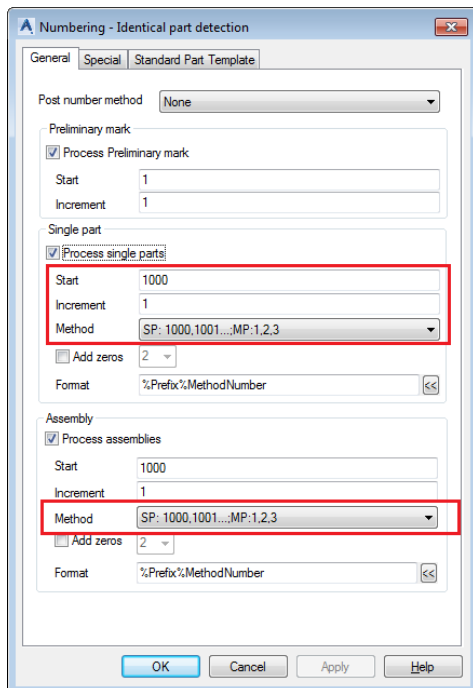 Numbering - Identical part detection
General Special Standard Part Template
Post number method None
Preliminary mark
Process Preliminary mark
Start 1
Increment 1
Single part
Process single parts
Start 1000
Increment 1
Method SP: 1000,1001...;MP:1,2,3
Add zeros 2
Format %Prefix%MethodNumber <<
Assembly
Process assemblies
Start 1000
Increment 1
Method SP: 1000,1001...;MP:1,2,3
Add zeros 2
Format %Prefix%MethodNumber <<
OK Cancel Apply Help